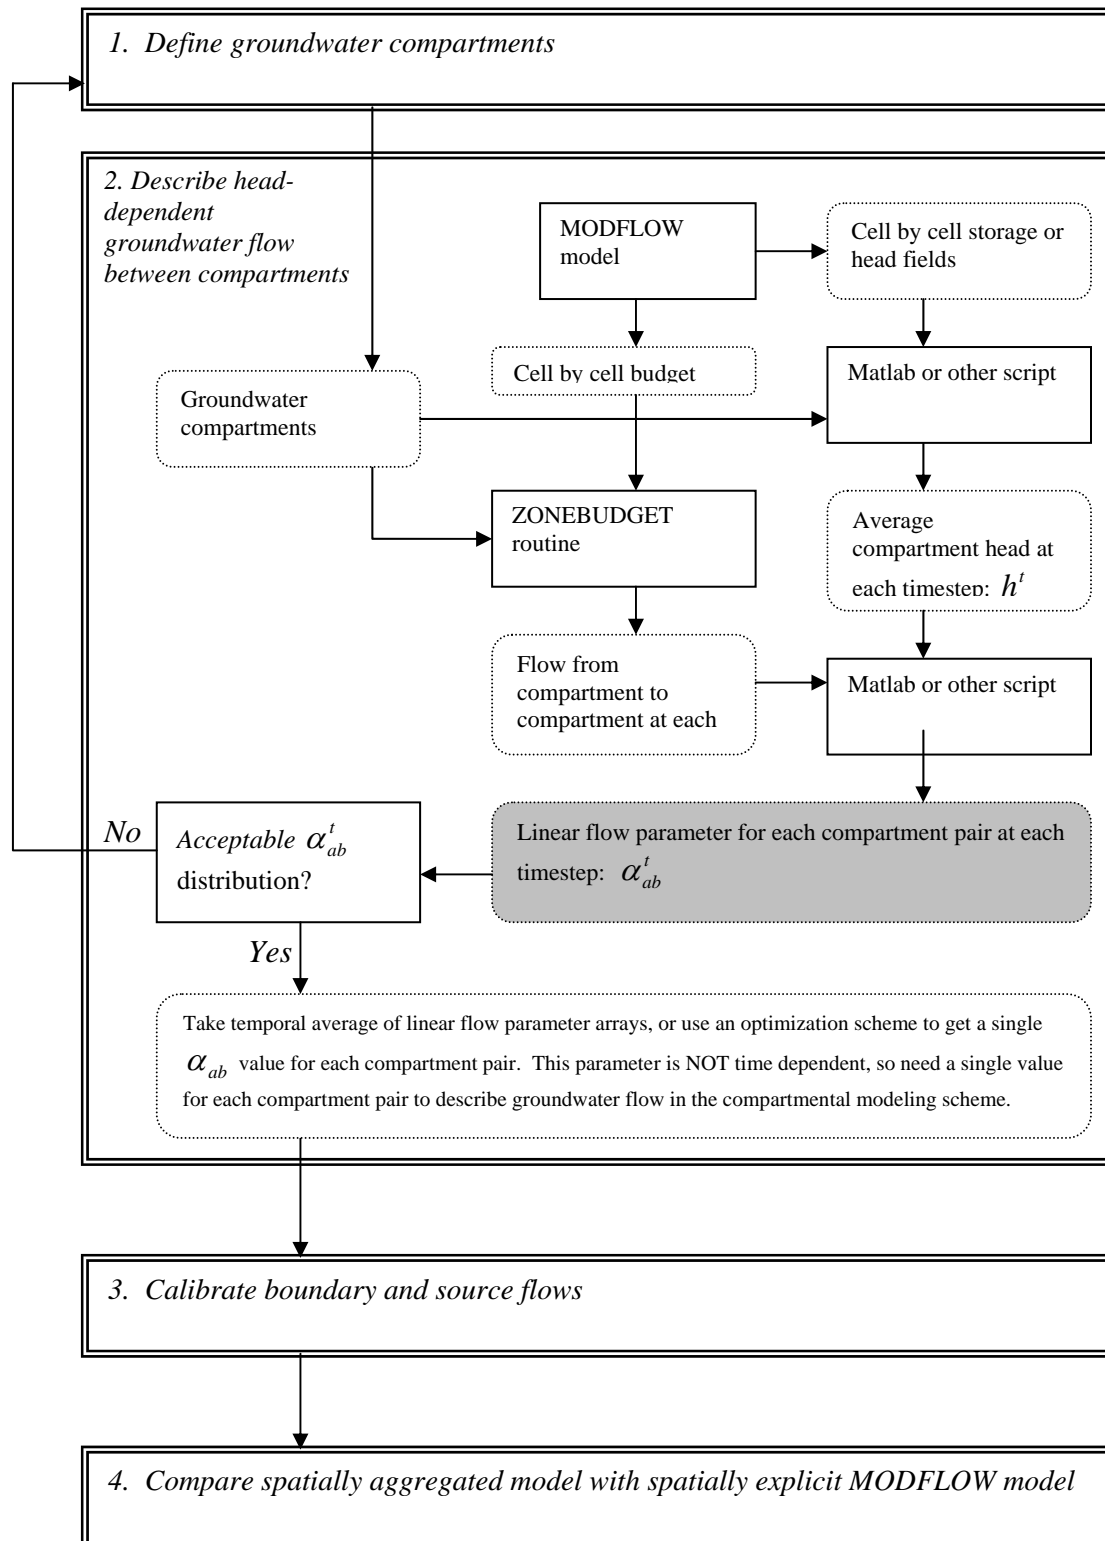 1. Define groundwater compartments
2. Describe head-
dependent
groundwater flow
between compartments
MODFLOW
model
Cell by cell storage or
head fields
Cell by cell budget
Matlab or other script
Groundwater
compartments
ZONEBUDGET
routine
Average
compartment head at
each timestep: h^t
Flow from
compartment to
compartment at each
Matlab or other script
No
Acceptable α_ab^t
distribution?
Linear flow parameter for each compartment pair at each
timestep: α_ab^t
Yes
Take temporal average of linear flow parameter arrays, or use an optimization scheme to get a single
α_ab value for each compartment pair. This parameter is NOT time dependent, so need a single value
for each compartment pair to describe groundwater flow in the compartmental modeling scheme.
3. Calibrate boundary and source flows
4. Compare spatially aggregated model with spatially explicit MODFLOW model